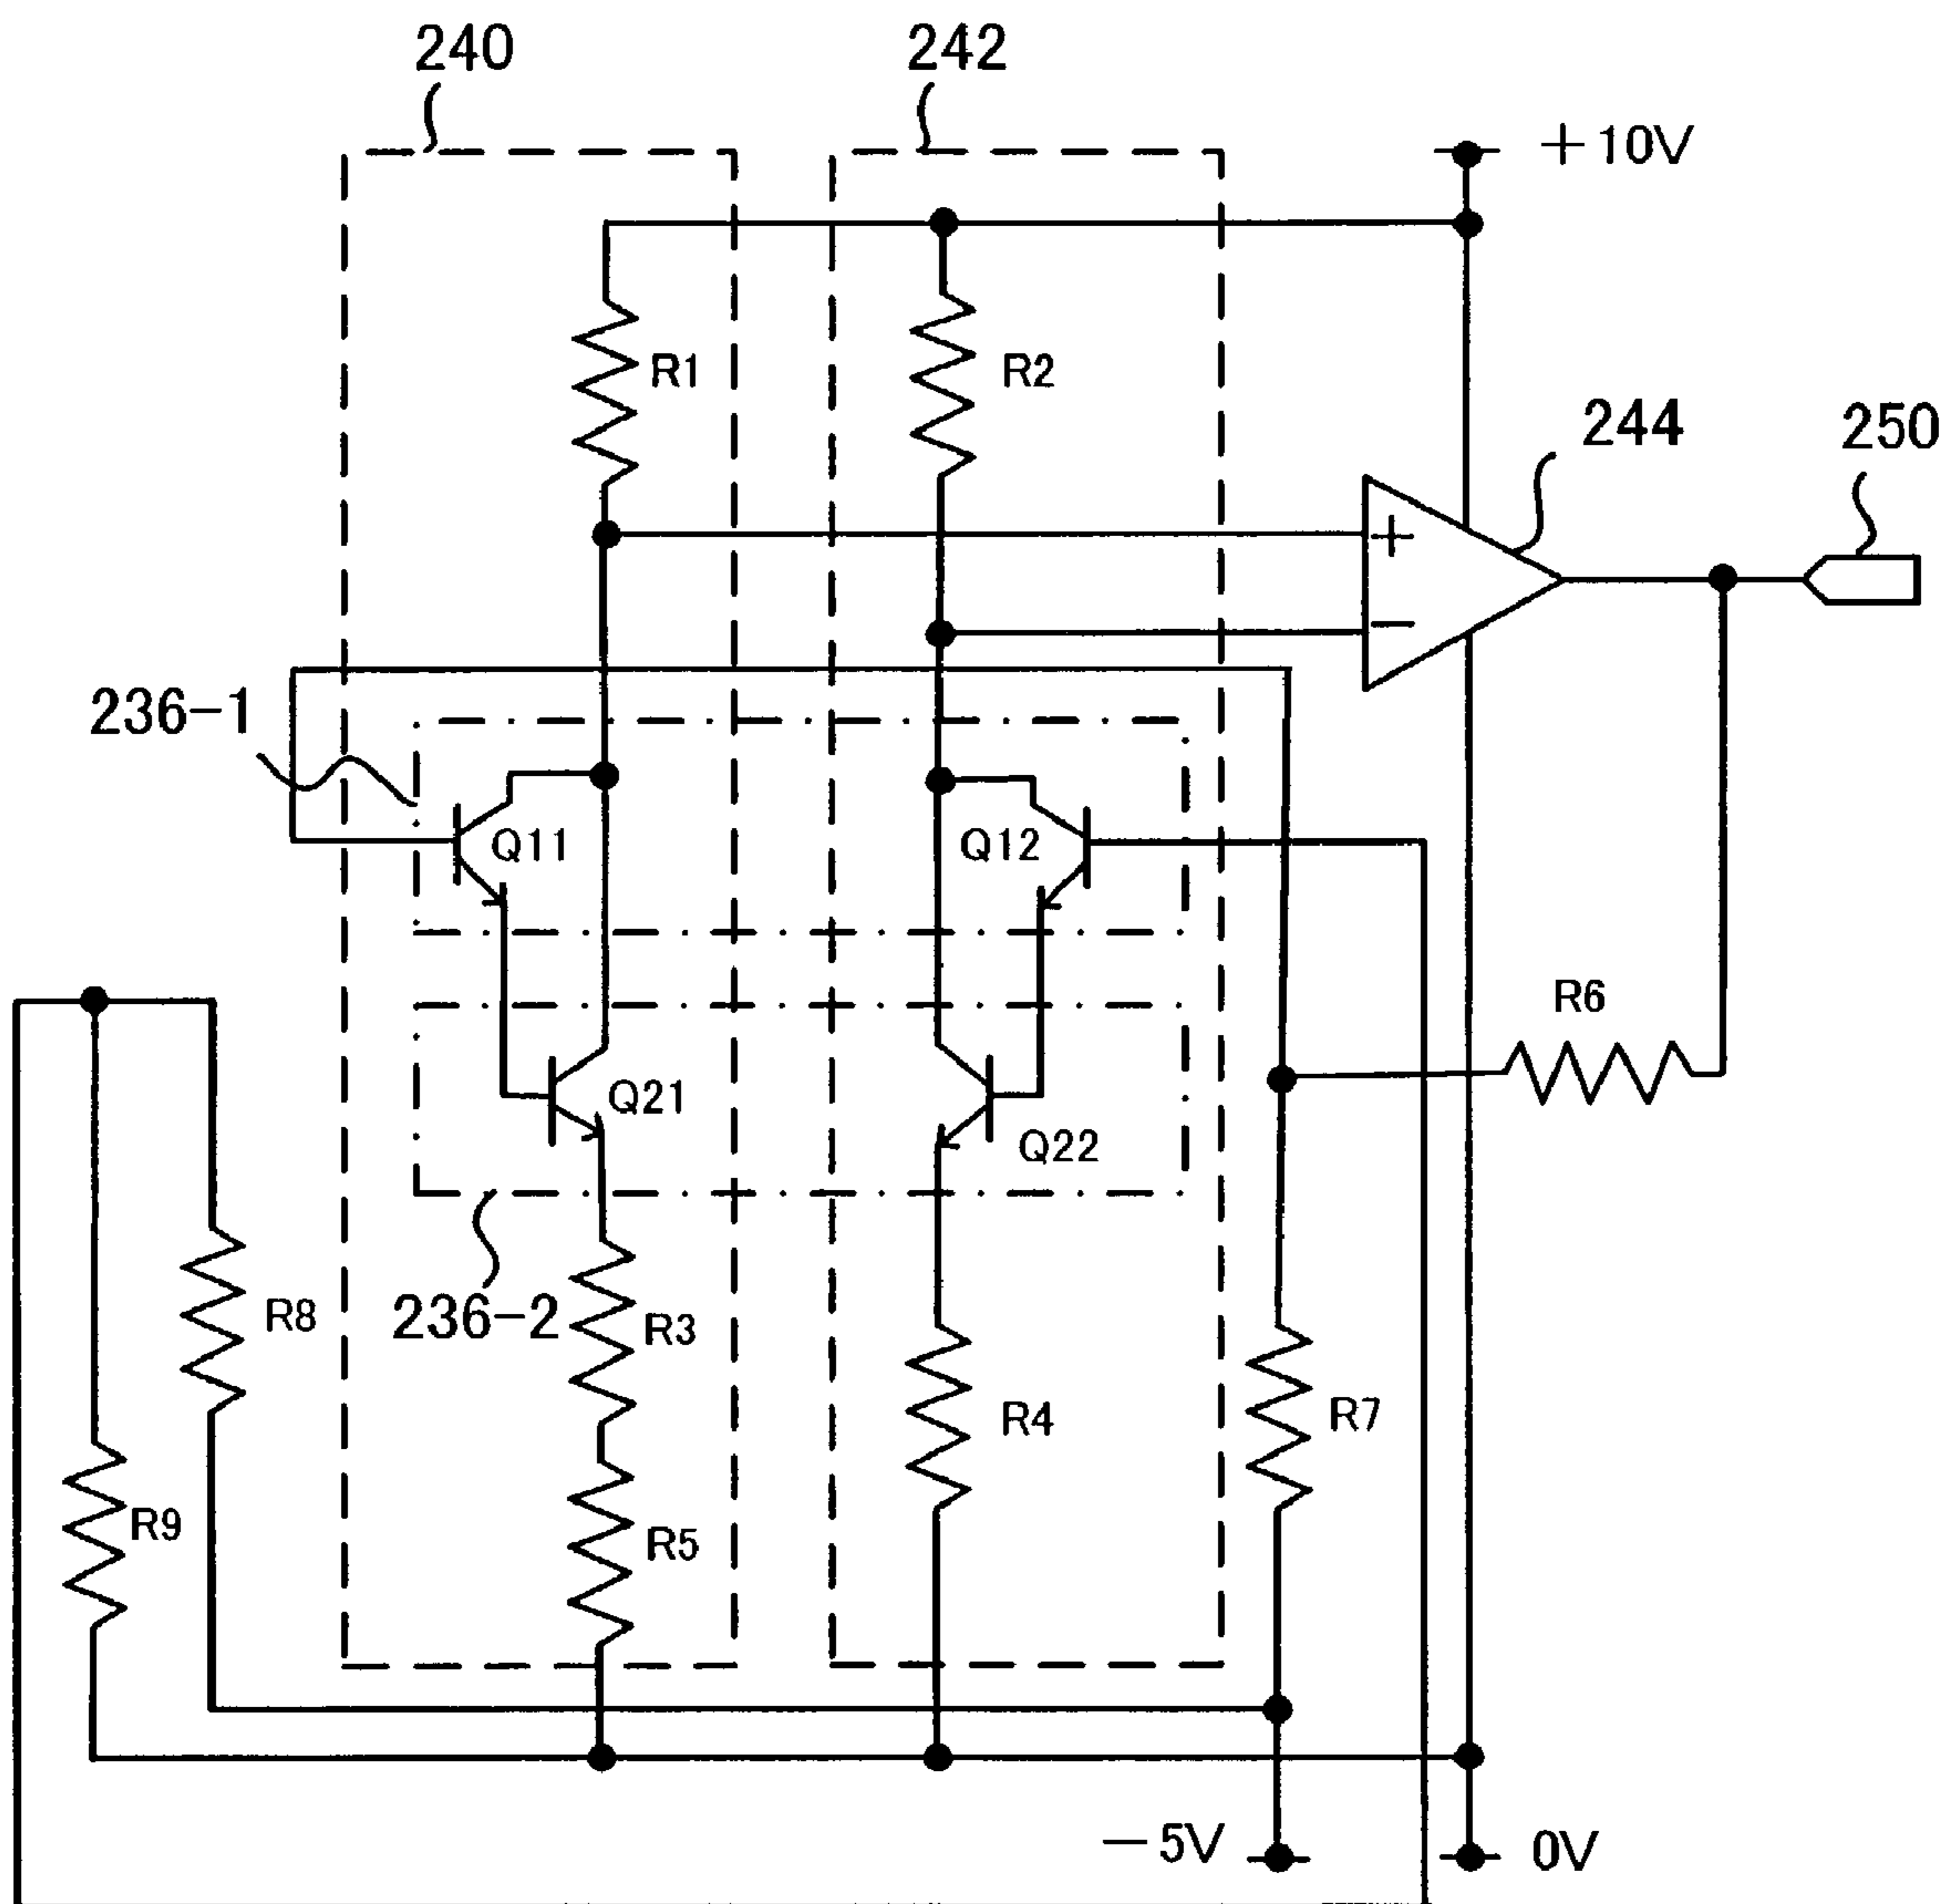 240
242
+10V
R1
R2
244
250
+
−
236-1
Q11
Q12
R6
Q21
Q22
R8
236-2
R3
R4
R7
R9
R5
−5V
0V